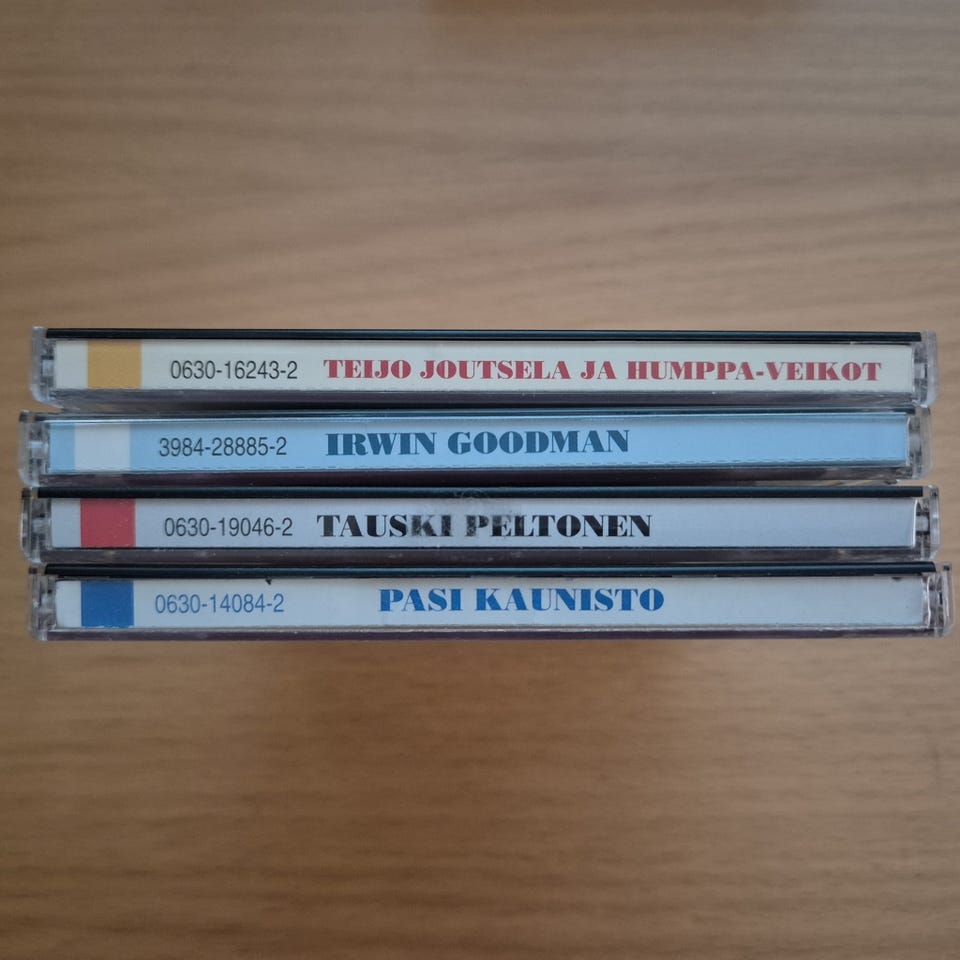 0630-16243-2 TEIJO JOUTSELA JA HUMPPA-VEIKOT
3984-28885-2 IRWIN GOODMAN
0630-19046-2 TAUSKI PELTONEN
0630-14084-2 PASI KAUNISTO